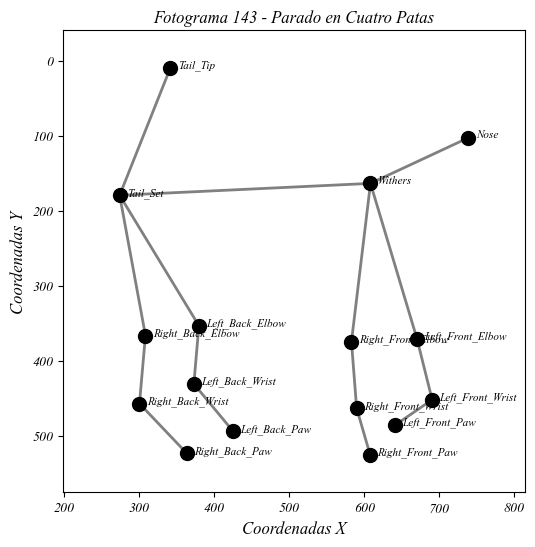 Fotograma 143 - Parado en Cuatro Patas
Coordenadas Y
0
100
200
300
400
500
Tail_Tip
Nose
Withers
Tail_Set
Left_Back_Elbow
Right_Back_Elbow
Right_Front_Elbow
Left_Front_Elbow
Left_Back_Wrist
Right_Back_Wrist
Right_Front_Wrist
Left_Front_Wrist
Left_Back_Paw
Left_Front_Paw
Right_Back_Paw
Right_Front_Paw
200 300 400 500 600 700 800
Coordenadas X